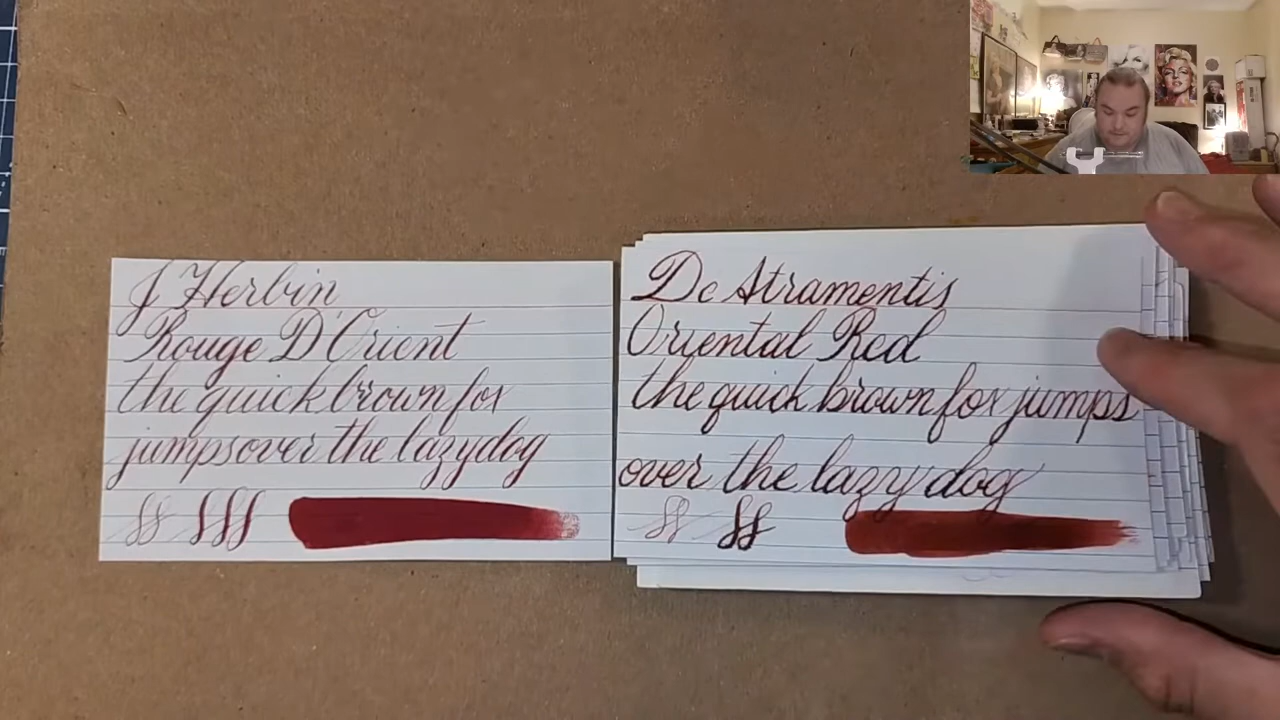 J Herbin
Rouge D'Orient
the quick brown fox
jumps over the lazy dog
De Atramentis
Oriental Red
the quick brown fox jumps
over the lazy dog